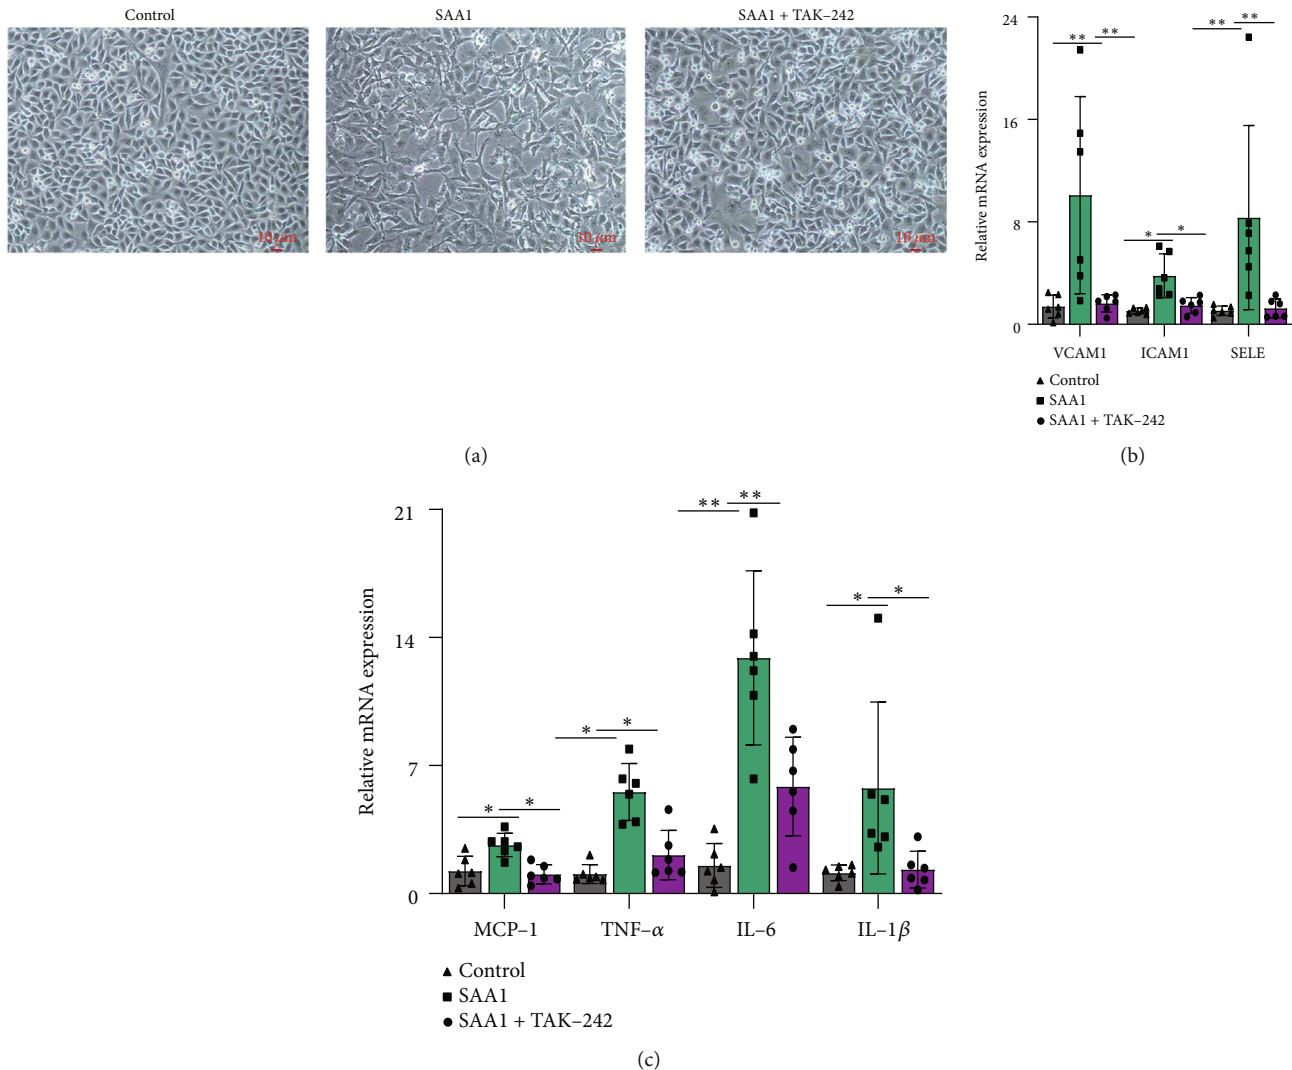 Control
SAA1
SAA1 + TAK–242
10 μm
10 μm
10 μm
(a)
Relative mRNA expression
24
16
8
0
** **
* *
** **
VCAM1
ICAM1
SELE
Control
SAA1
SAA1 + TAK–242
(b)
Relative mRNA expression
21
14
7
0
* *
* *
** **
* *
MCP–1
TNF–α
IL–6
IL–1β
Control
SAA1
SAA1 + TAK–242
(c)